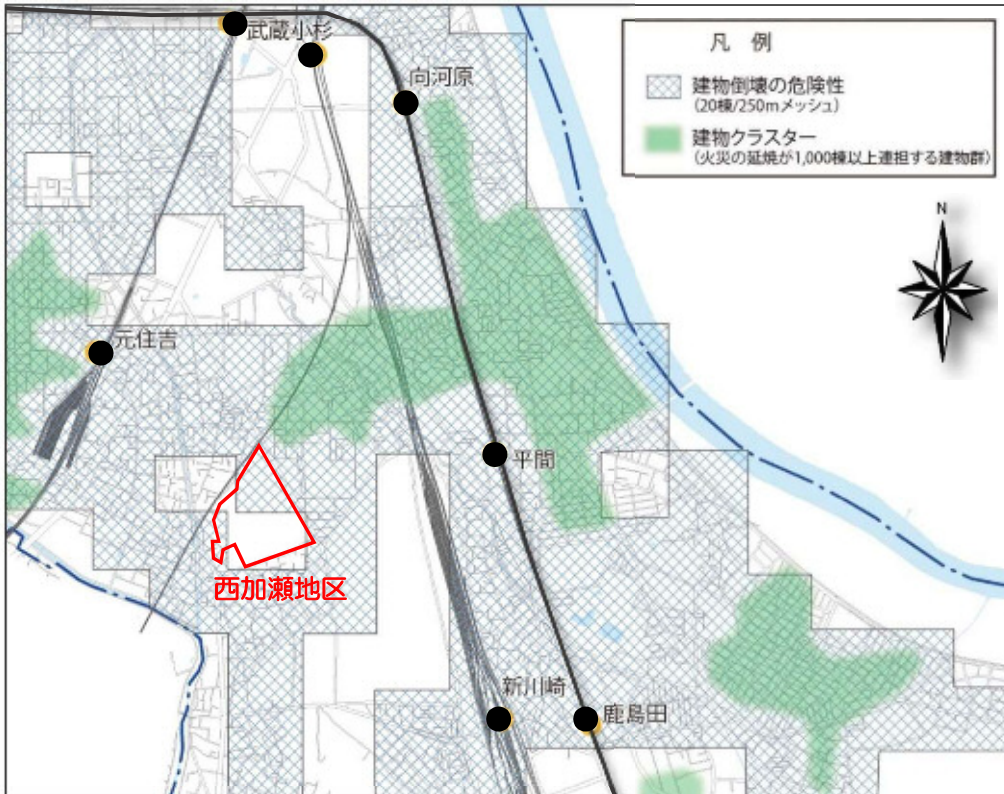 凡 例
建物倒壊の危険性
(20棟/250mメッシュ)
建物クラスター
(火災の延焼が1,000棟以上連担する建物群)
N
武蔵小杉
向河原
元住吉
平間
西加瀬地区
新川崎
鹿島田